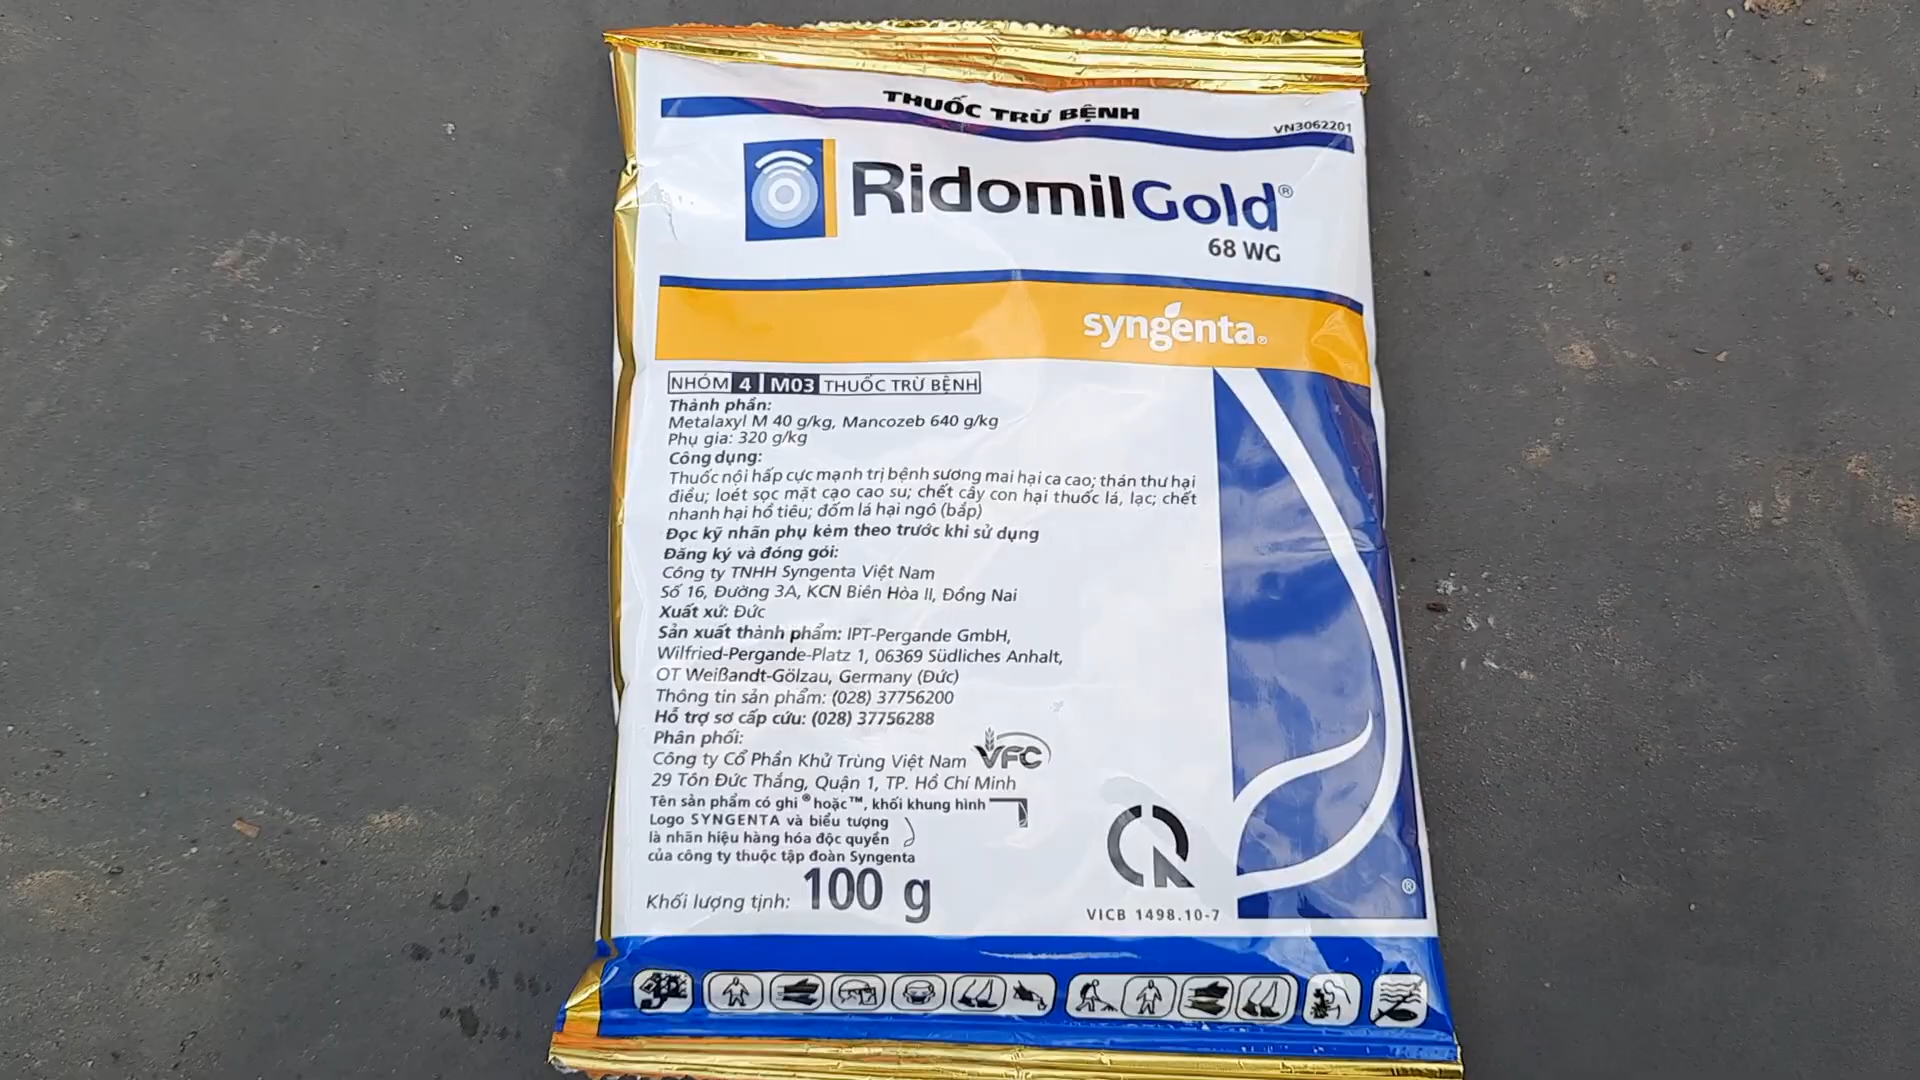 THUỐC TRỪ BỆNH
VN3062201
RidomilGold®
68 WG
syngenta®
NHÓM 4 M03 THUỐC TRỪ BỆNH
Thành phần:
Metalaxyl M 40 g/kg, Mancozeb 640 g/kg
Phụ gia: 320 g/kg
Công dụng:
Thuốc nội hấp cực mạnh trị bệnh sương mai hại ca cao; thán thư hại
điều; loét sọc mặt cạo cao su; chết cây con hại thuốc lá, lạc; chết
nhanh hại hồ tiêu; đốm lá hại ngô (bắp)
Đọc kỹ nhãn phụ kèm theo trước khi sử dụng
Đăng ký và đóng gói:
Công ty TNHH Syngenta Việt Nam
Số 16, Đường 3A, KCN Biên Hòa II, Đồng Nai
Xuất xứ: Đức
Sản xuất thành phẩm: IPT-Pergande GmbH,
Wilfried-Pergande-Platz 1, 06369 Südliches Anhalt,
OT Weißandt-Gölzau, Germany (Đức)
Thông tin sản phẩm: (028) 37756200
Hỗ trợ sơ cấp cứu: (028) 37756288
Phân phối:
Công ty Cổ Phần Khử Trùng Việt Nam VFC
29 Tôn Đức Thắng, Quận 1, TP. Hồ Chí Minh
Tên sản phẩm có ghi ® hoặc ™, khối khung hình
Logo SYNGENTA và biểu tượng
là nhãn hiệu hàng hóa độc quyền
của công ty thuộc tập đoàn Syngenta
Khối lượng tịnh: 100 g
VICB 1498.10-7
®